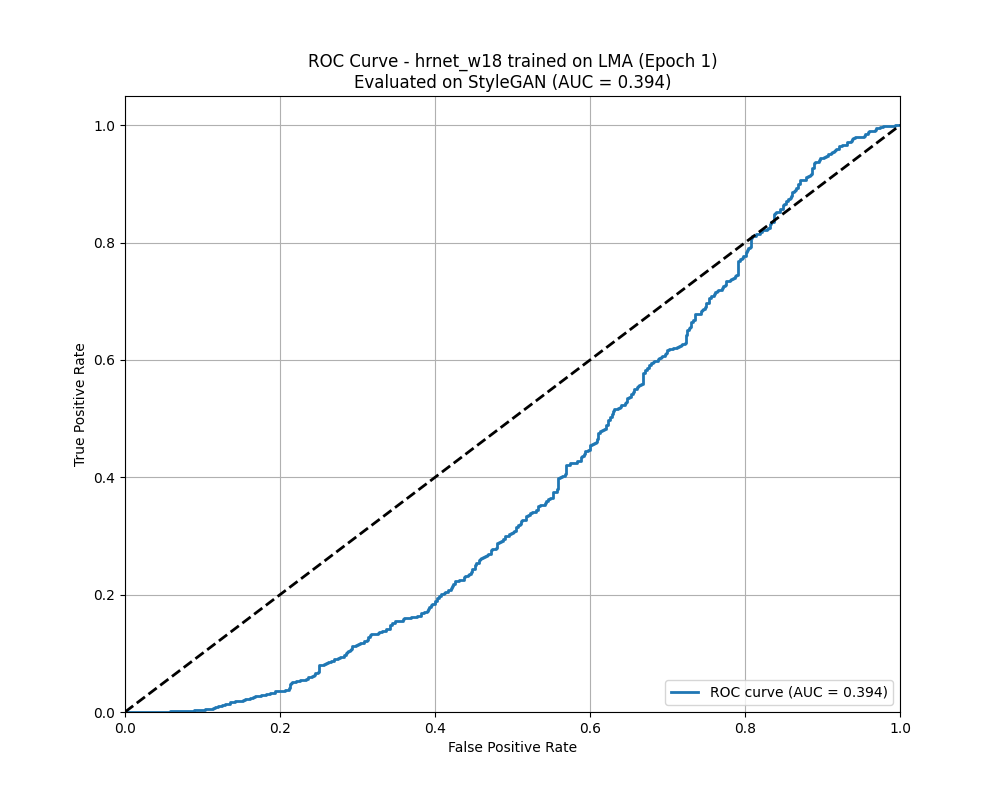 ROC Curve - hrnet_w18 trained on LMA (Epoch 1)
Evaluated on StyleGAN (AUC = 0.394)
True Positive Rate
1.0
0.8
0.6
0.4
0.2
0.0
0.0 0.2 0.4 0.6 0.8 1.0
False Positive Rate
ROC curve (AUC = 0.394)